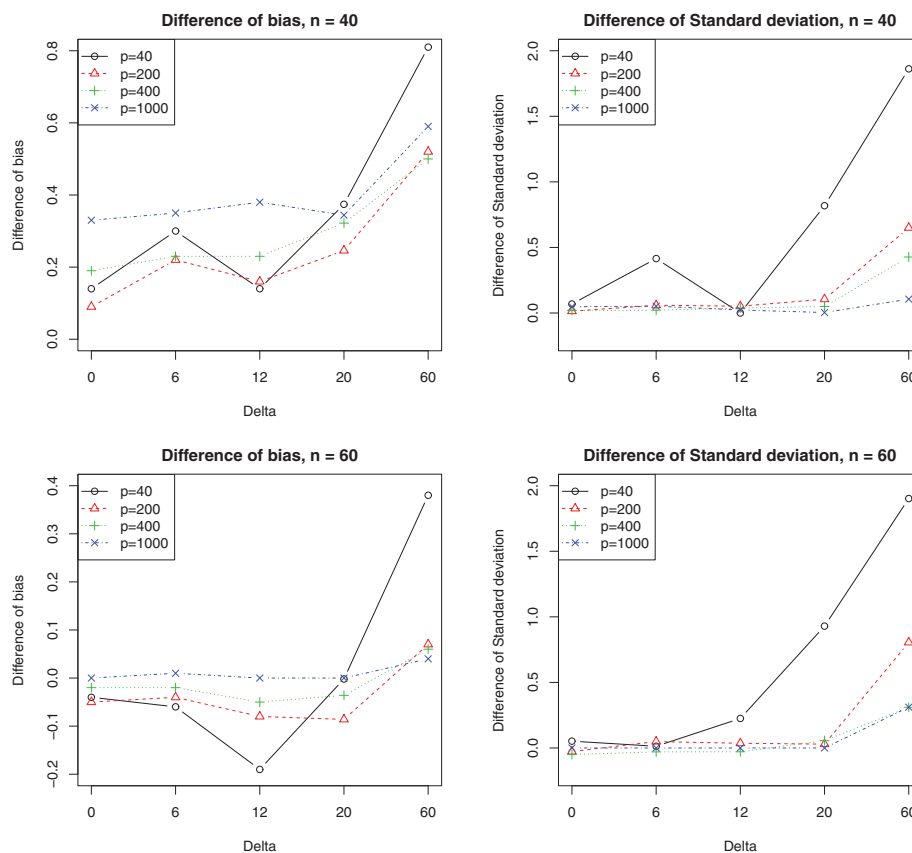 Difference of bias, n = 40
Difference of bias
0.0
0.2
0.4
0.6
0.8
p=40
p=200
p=400
p=1000
0 6 12 20 60
Delta
Difference of Standard deviation, n = 40
Difference of Standard deviation
0.0
0.5
1.0
1.5
2.0
p=40
p=200
p=400
p=1000
0 6 12 20 60
Delta
Difference of bias, n = 60
Difference of bias
−0.2
−0.1
0.0
0.1
0.2
0.3
0.4
p=40
p=200
p=400
p=1000
0 6 12 20 60
Delta
Difference of Standard deviation, n = 60
Difference of Standard deviation
0.0
0.5
1.0
1.5
2.0
p=40
p=200
p=400
p=1000
0 6 12 20 60
Delta